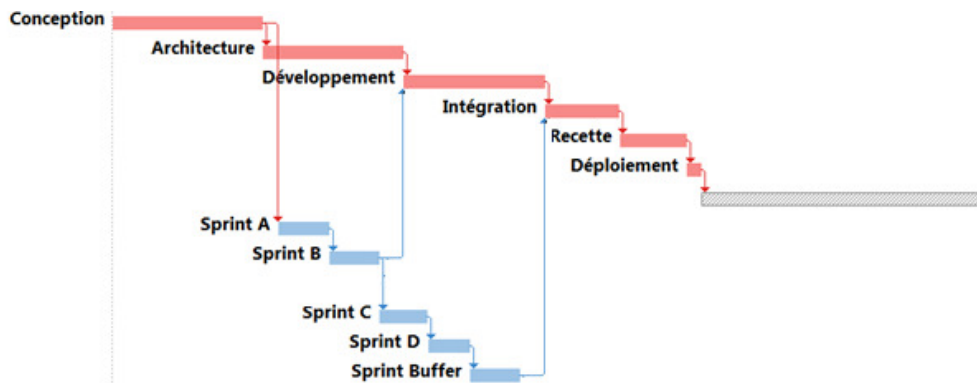 Conception
Architecture
Développement
Intégration
Recette
Déploiement
Sprint A
Sprint B
Sprint C
Sprint D
Sprint Buffer